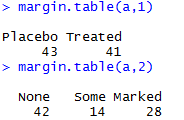 > margin.table(a,1)
Placebo Treated
43 41
> margin.table(a,2)
None Some Marked
42 14 28